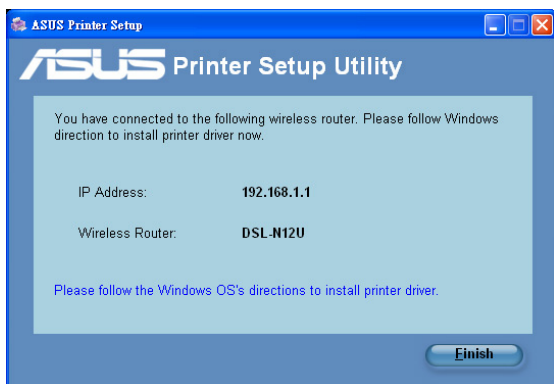 ASUS Printer Setup
ASUS Printer Setup Utility
You have connected to the following wireless router. Please follow Windows
direction to install printer driver now.
IP Address: 192.168.1.1
Wireless Router: DSL-N12U
Please follow the Windows OS's directions to install printer driver.
Finish